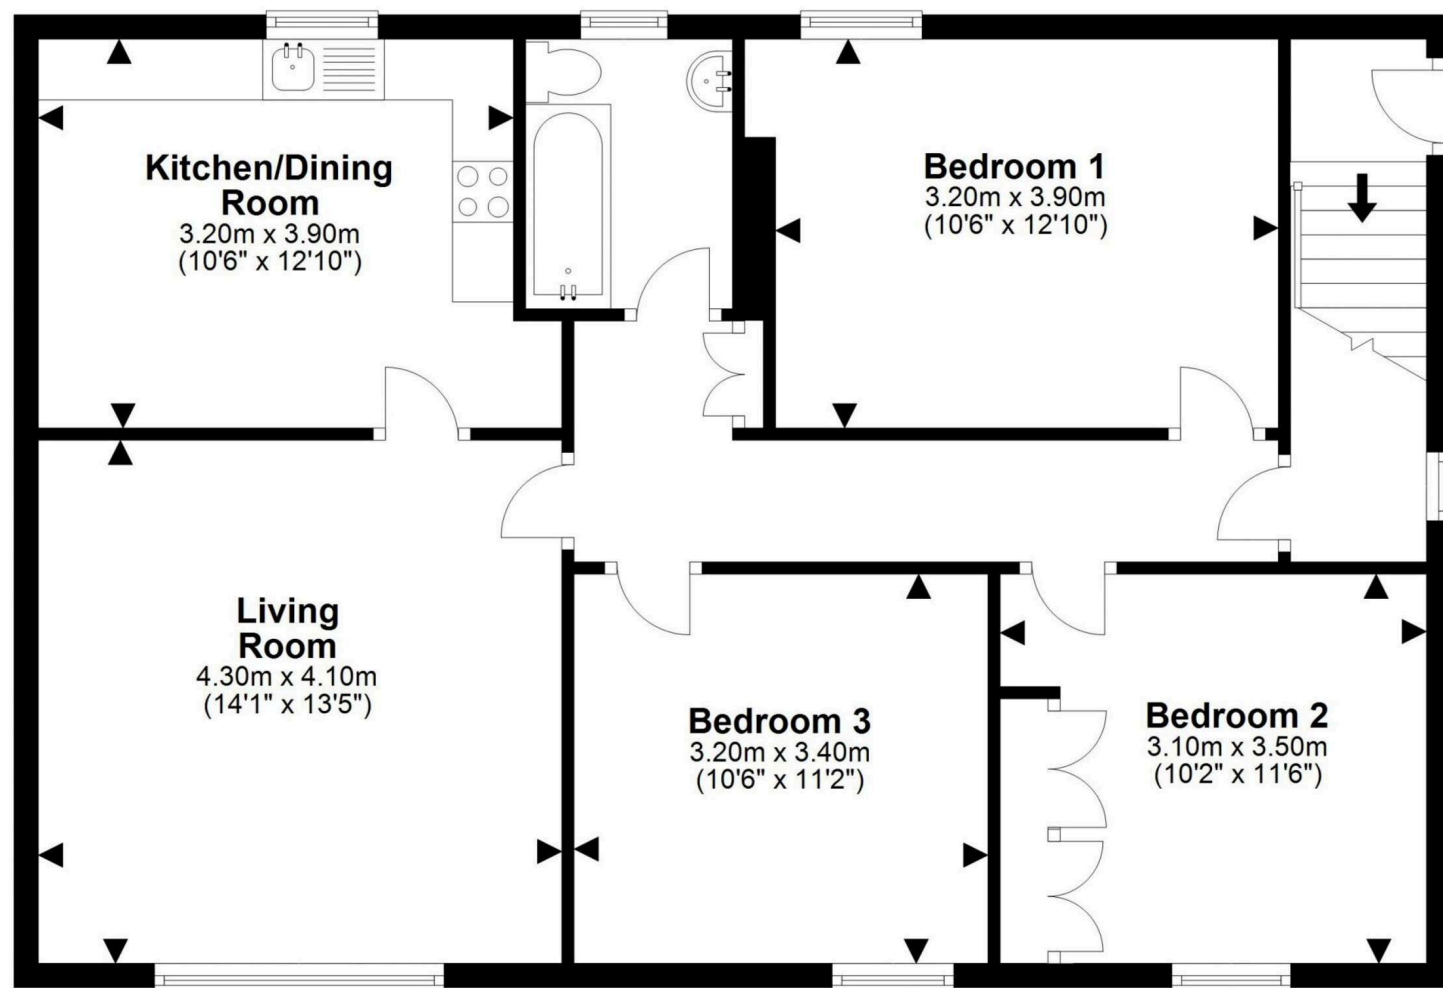 Kitchen/Dining
Room
3.20m x 3.90m
(10'6" x 12'10")
Bedroom 1
3.20m x 3.90m
(10'6" x 12'10")
Living
Room
4.30m x 4.10m
(14'1" x 13'5")
Bedroom 3
3.20m x 3.40m
(10'6" x 11'2")
Bedroom 2
3.10m x 3.50m
(10'2" x 11'6")